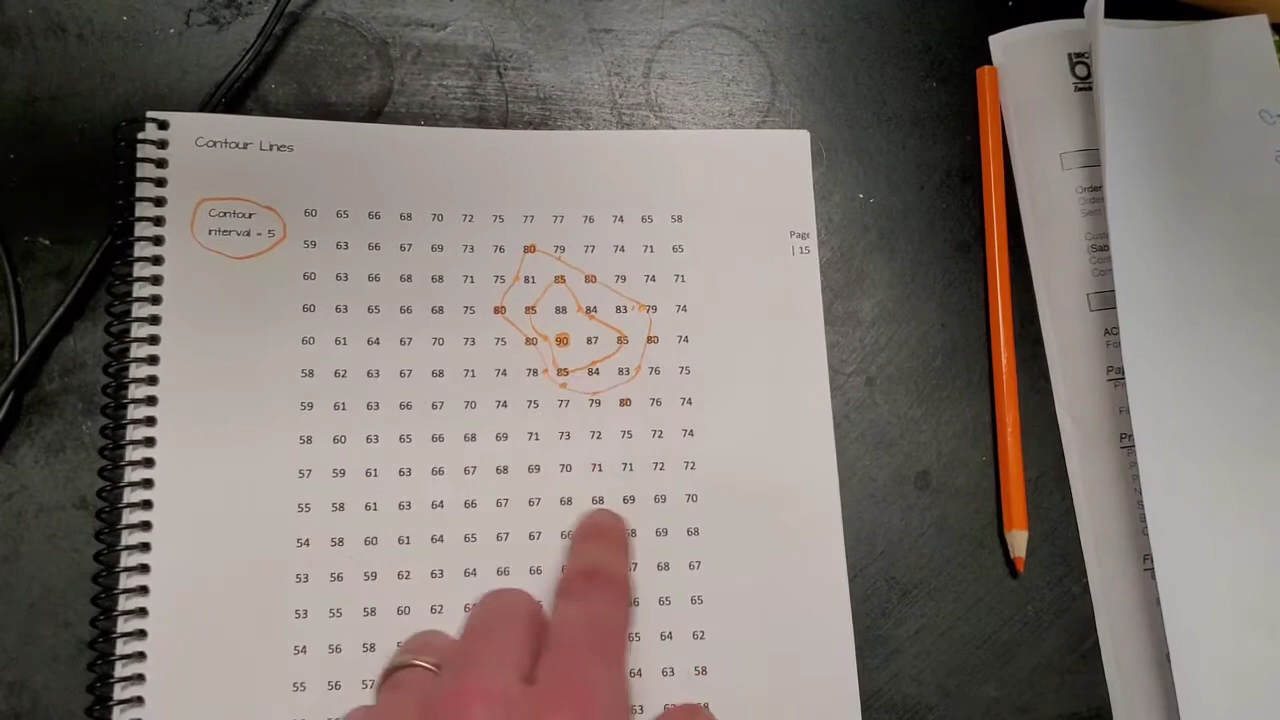 Contour Lines
Contour
interval = 5
60 65 66 68 70 72 75 77 77 76 74 65 58
59 63 66 67 69 73 76 80 79 77 74 71 65
60 63 66 68 68 71 75 81 85 80 79 74 71
60 63 65 66 68 75 80 85 88 84 83 79 74
60 61 64 67 70 73 75 80 90 87 85 80 74
58 62 63 67 68 71 74 78 85 84 83 76 75
59 61 63 66 67 70 74 75 77 79 80 76 74
58 60 63 65 66 68 69 71 73 72 75 72 74
57 59 61 63 66 67 68 69 70 71 71 72 72
55 58 61 63 64 66 67 67 68 68 69 69 70
54 58 60 61 64 65 67 67 69 68
53 56 59 62 63 64 66 66 68 67
53 55 58 60 62 65 65
54 56 58 65 64 62
55 56 57 64 63 58
Page
| 15
Order
(Sab